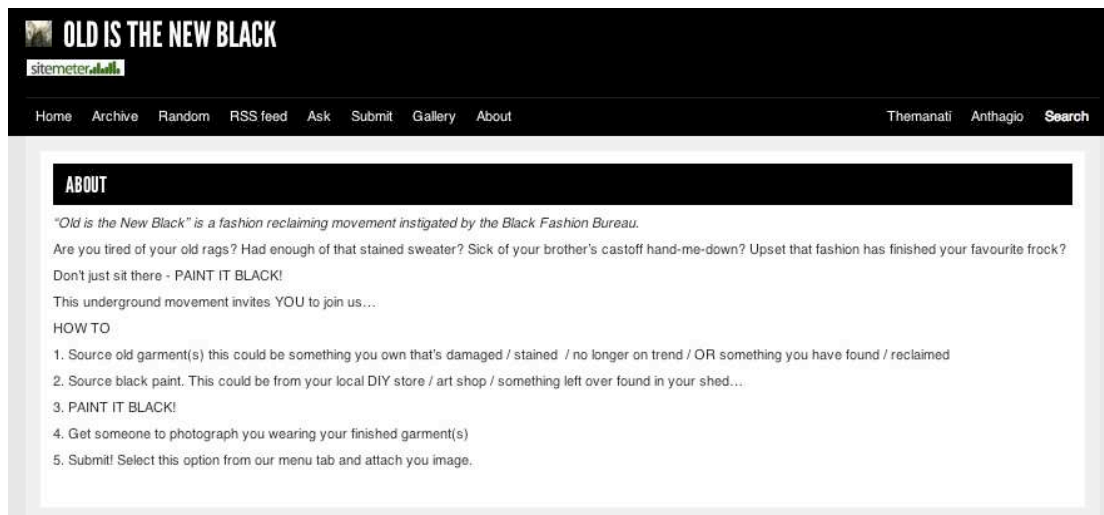 OLD IS THE NEW BLACK
sitemeter
Home Archive Random RSS feed Ask Submit Gallery About Themanati Anthagio Search
ABOUT
"Old is the New Black" is a fashion reclaiming movement instigated by the Black Fashion Bureau.
Are you tired of your old rags? Had enough of that stained sweater? Sick of your brother's castoff hand-me-down? Upset that fashion has finished your favourite frock?
Don't just sit there - PAINT IT BLACK!
This underground movement invites YOU to join us…
HOW TO
1. Source old garment(s) this could be something you own that's damaged / stained / no longer on trend / OR something you have found / reclaimed
2. Source black paint. This could be from your local DIY store / art shop / something left over found in your shed…
3. PAINT IT BLACK!
4. Get someone to photograph you wearing your finished garment(s)
5. Submit! Select this option from our menu tab and attach you image.